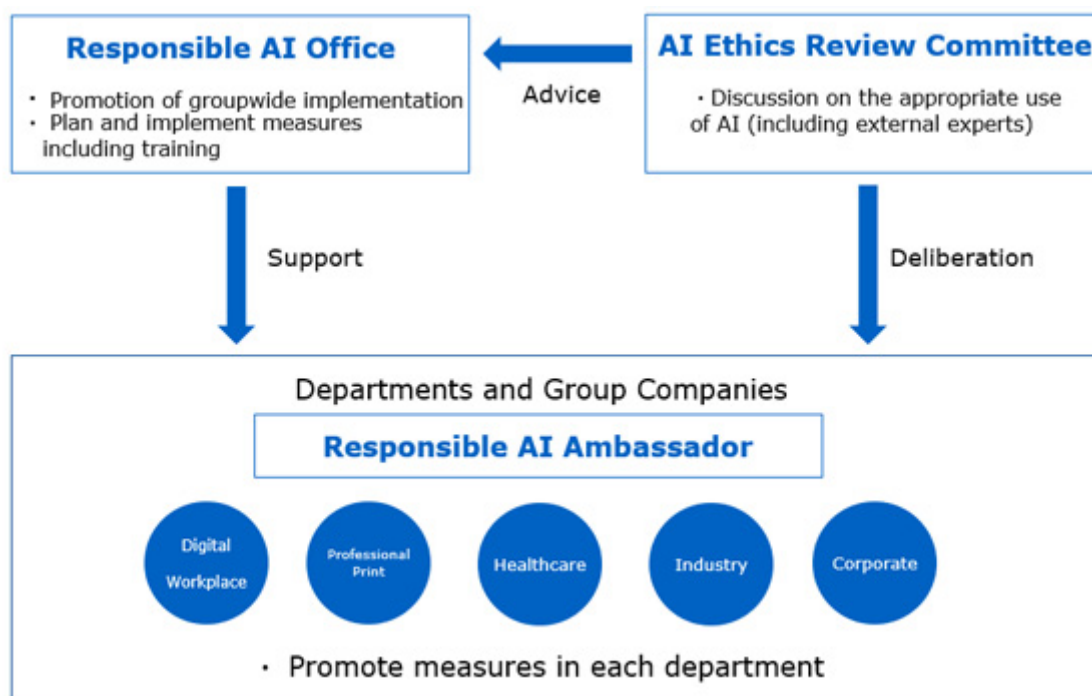 Responsible AI Office
・ Promotion of groupwide implementation
・ Plan and implement measures
including training
Advice
AI Ethics Review Committee
・Discussion on the appropriate use
of AI (including external experts)
Support
Deliberation
Departments and Group Companies
Responsible AI Ambassador
Digital
Workplace
Professional
Print
Healthcare
Industry
Corporate
・ Promote measures in each department